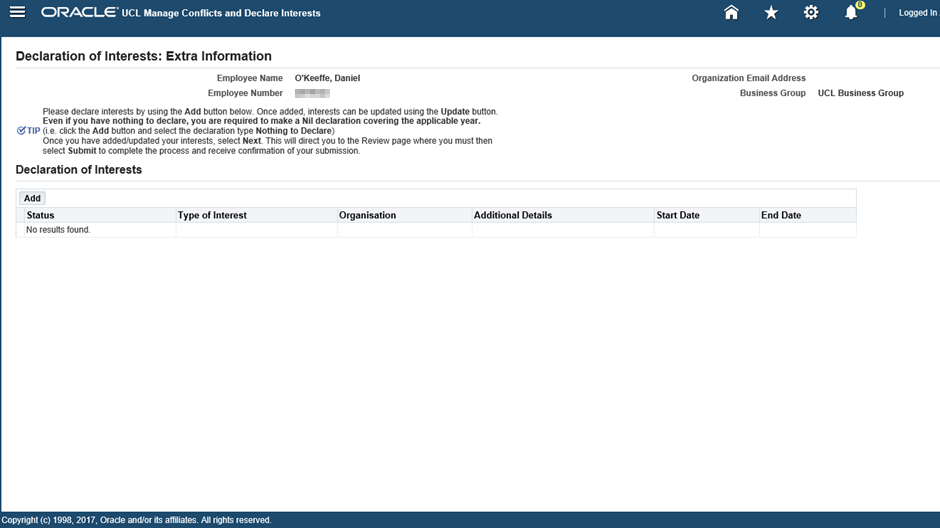 ORACLE® UCL Manage Conflicts and Declare Interests
0
Logged In
Declaration of Interests: Extra Information
Employee Name O'Keeffe, Daniel
Organization Email Address
Employee Number
Business Group UCL Business Group
Please declare interests by using the Add button below. Once added, interests can be updated using the Update button.
Even if you have nothing to declare, you are required to make a Nil declaration covering the applicable year.
TIP (i.e. click the Add button and select the declaration type Nothing to Declare)
Once you have added/updated your interests, select Next. This will direct you to the Review page where you must then
select Submit to complete the process and receive confirmation of your submission.
Declaration of Interests
Add
Status Type of Interest Organisation Additional Details Start Date End Date
No results found.
Copyright (c) 1998, 2017, Oracle and/or its affiliates. All rights reserved.